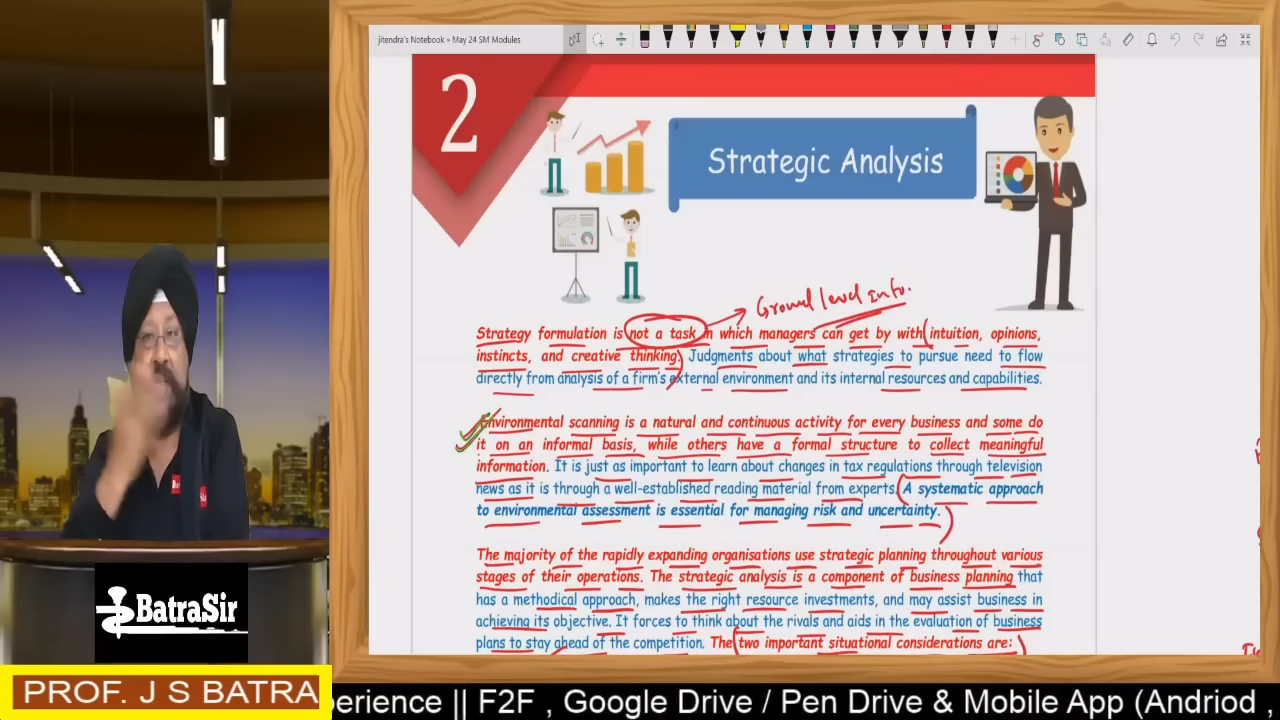 jitendra's Notebook » May 24 SM Modules
2
Strategic Analysis
Ground level Info.
Strategy formulation is not a task in which managers can get by with intuition, opinions,
instincts, and creative thinking. Judgments about what strategies to pursue need to flow
directly from analysis of a firm's external environment and its internal resources and capabilities.
Environmental scanning is a natural and continuous activity for every business and some do
it on an informal basis, while others have a formal structure to collect meaningful
information. It is just as important to learn about changes in tax regulations through television
news as it is through a well-established reading material from experts. A systematic approach
to environmental assessment is essential for managing risk and uncertainty.
The majority of the rapidly expanding organisations use strategic planning throughout various
stages of their operations. The strategic analysis is a component of business planning that
has a methodical approach, makes the right resource investments, and may assist business in
achieving its objective. It forces to think about the rivals and aids in the evaluation of business
plans to stay ahead of the competition. The two important situational considerations are:
BatraSir
PROF. J S BATRA
perience || F2F , Google Drive / Pen Drive & Mobile App (Andriod ,